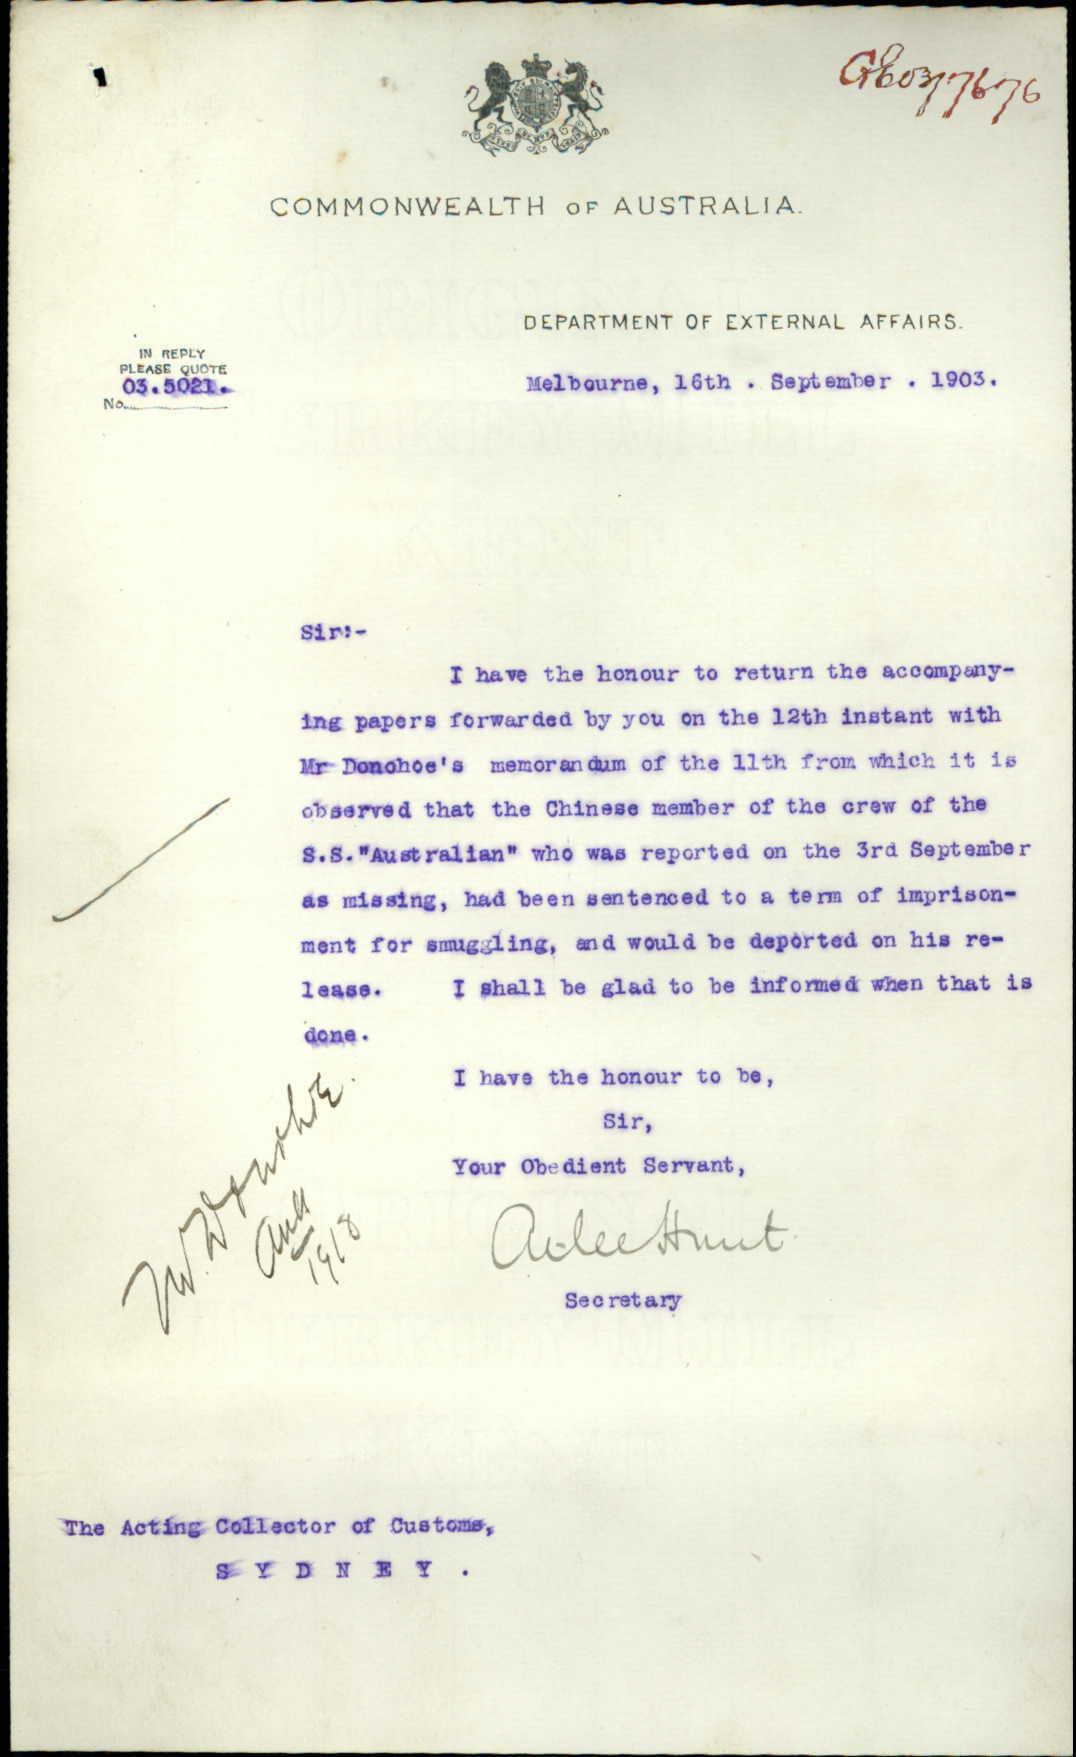 COMMONWEALTH OF AUSTRALIA.
DEPARTMENT OF EXTERNAL AFFAIRS.
IN REPLY
PLEASE QUOTE
03.5021.
No.
Melbourne, 16th . September . 1903.
Sir:-
I have the honour to return the accompany-
ing papers forwarded by you on the 12th instant with
Mr Donohoe's memorandum of the 11th from which it is
observed that the Chinese member of the crew of the
S.S."Australian" who was reported on the 3rd September
as missing, had been sentenced to a term of imprison-
ment for smuggling, and would be deported on his re-
lease. I shall be glad to be informed when that is
done.
I have the honour to be,
Sir,
Your Obedient Servant,
Atlee Hunt
Secretary
Donohoe
The Acting Collector of Customs,
S Y D N E Y .